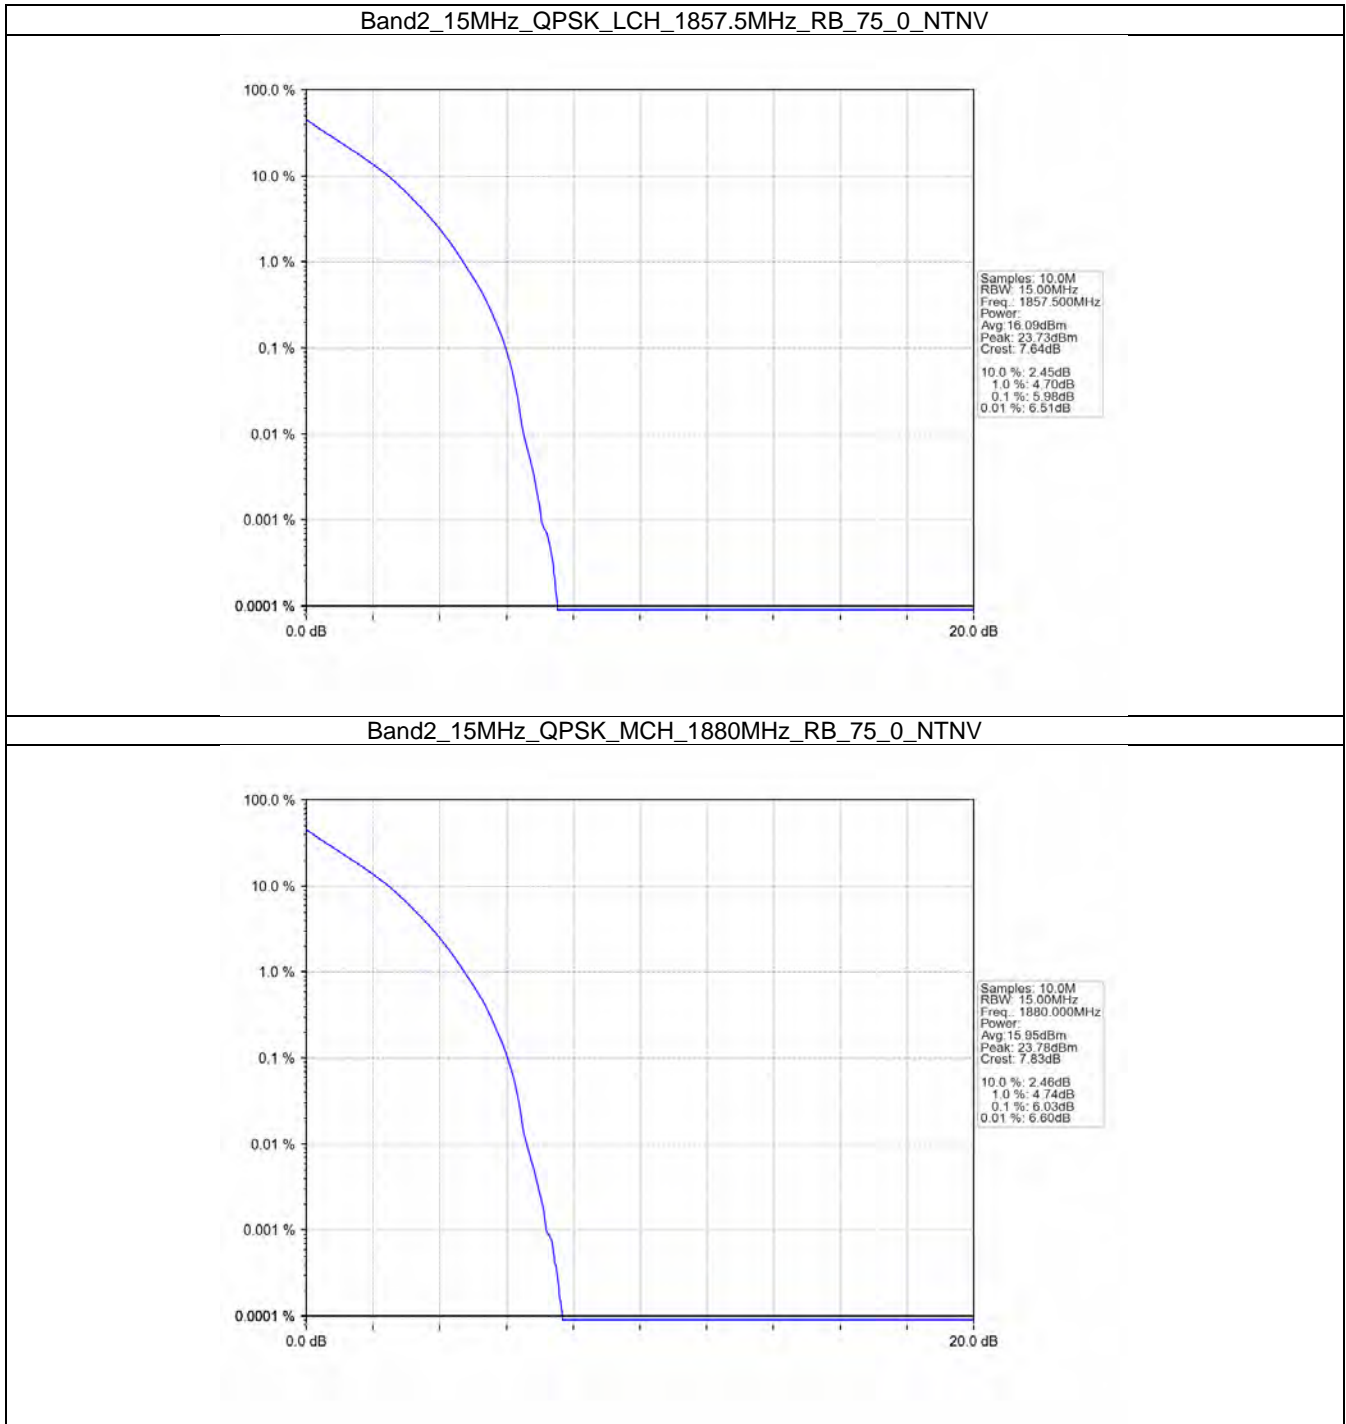 Band2_15MHz_QPSK_LCH_1857.5MHz_RB_75_0_NTNV
100.0 %
10.0 %
1.0 %
0.1 %
0.01 %
0.001 %
0.0001 %
0.0 dB
20.0 dB
Samples: 10.0M
RBW: 15.00MHz
Freq.: 1857.500MHz
Power:
Avg:16.09dBm
Peak: 23.73dBm
Crest: 7.64dB
10.0 %: 2.45dB
1.0 %: 4.70dB
0.1 %: 5.98dB
0.01 %: 6.51dB
Band2_15MHz_QPSK_MCH_1880MHz_RB_75_0_NTNV
100.0 %
10.0 %
1.0 %
0.1 %
0.01 %
0.001 %
0.0001 %
0.0 dB
20.0 dB
Samples: 10.0M
RBW: 15.00MHz
Freq.: 1880.000MHz
Power:
Avg:15.95dBm
Peak: 23.78dBm
Crest: 7.83dB
10.0 %: 2.46dB
1.0 %: 4.74dB
0.1 %: 6.03dB
0.01 %: 6.60dB